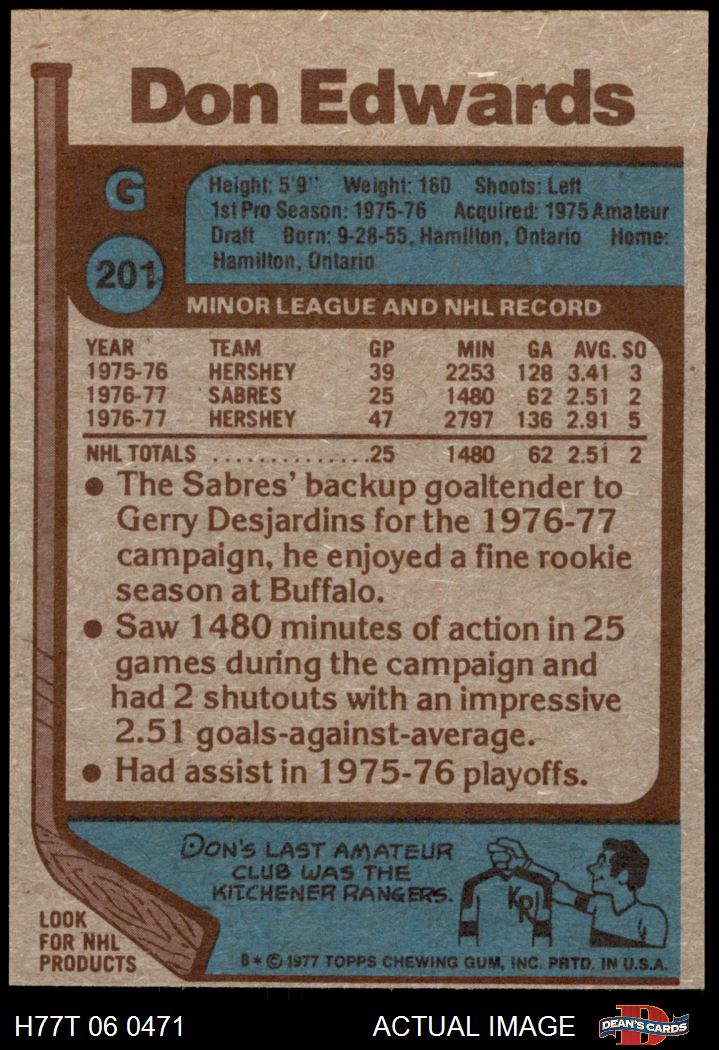 Don Edwards
G
201
Height: 5'9" Weight: 160 Shoots: Left
1st Pro Season: 1975-76 Acquired: 1975 Amateur
Draft Born: 9-28-55, Hamilton, Ontario Home:
Hamilton, Ontario
MINOR LEAGUE AND NHL RECORD
YEAR TEAM GP MIN GA AVG. SO
1975-76 HERSHEY 39 2253 128 3.41 3
1976-77 SABRES 25 1480 62 2.51 2
1976-77 HERSHEY 47 2797 136 2.91 5
NHL TOTALS ..............25 1480 62 2.51 2
• The Sabres' backup goaltender to
Gerry Desjardins for the 1976-77
campaign, he enjoyed a fine rookie
season at Buffalo.
• Saw 1480 minutes of action in 25
games during the campaign and
had 2 shutouts with an impressive
2.51 goals-against-average.
• Had assist in 1975-76 playoffs.
DON'S LAST AMATEUR
CLUB WAS THE
KITCHENER RANGERS.
KR
LOOK
FOR NHL
PRODUCTS
B * © 1977 TOPPS CHEWING GUM, INC. PRTD. IN U.S.A.
H77T 06 0471 ACTUAL IMAGE
D
DEAN'S CARDS